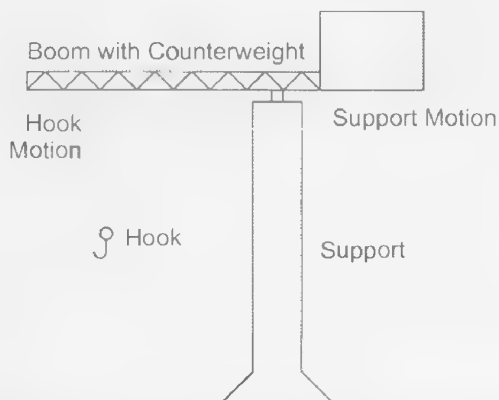 Boom with Counterweight
Hook
Motion
Support Motion
Hook
Support